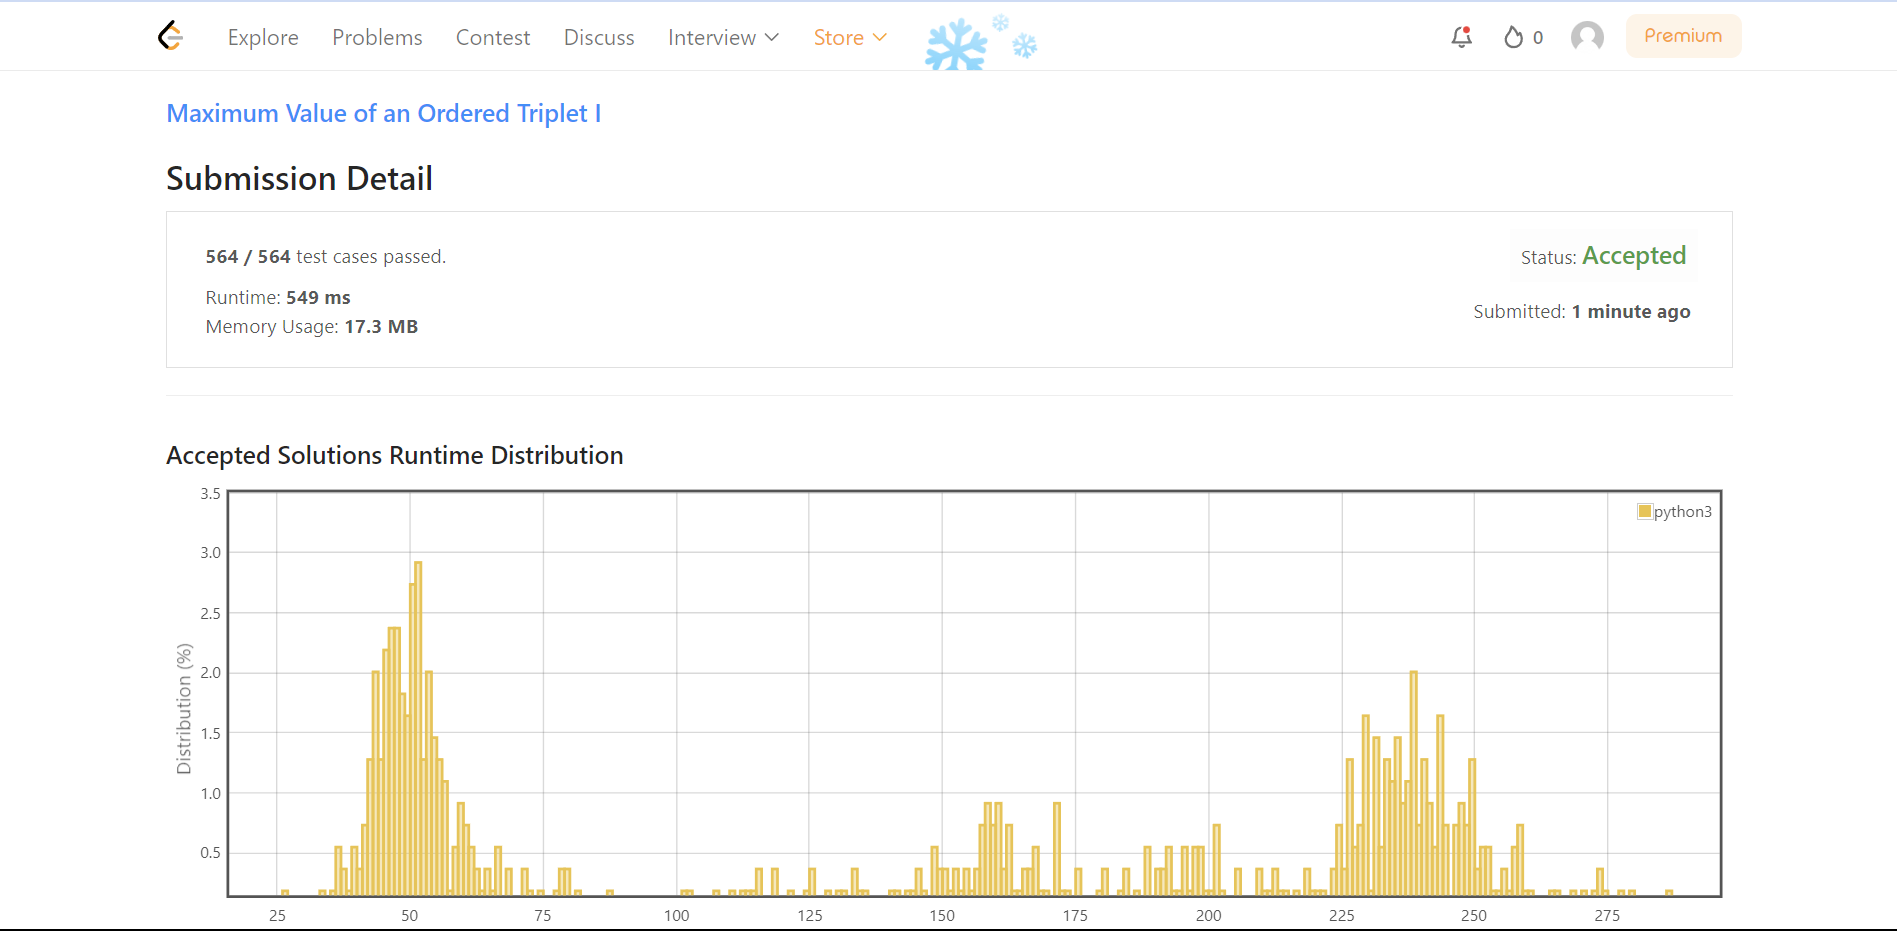 Explore Problems Contest Discuss Interview Store 0 Premium
Maximum Value of an Ordered Triplet I
Submission Detail
564 / 564 test cases passed.
Status: Accepted
Runtime: 549 ms
Submitted: 1 minute ago
Memory Usage: 17.3 MB
Accepted Solutions Runtime Distribution
3.5
python3
3.0
2.5
2.0
1.5
1.0
0.5
Distribution (%)
25 50 75 100 125 150 175 200 225 250 275